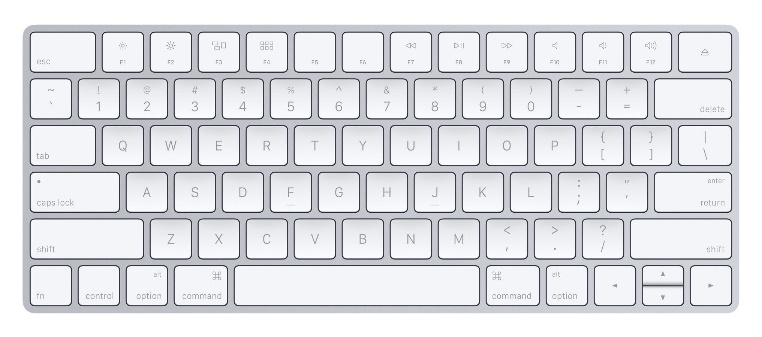 esc F1 F2 F3 F4 F5 F6 F7 F8 F9 F10 F11 F12
~ ! @ # $ % ^ & * ( ) — +
` 1 2 3 4 5 6 7 8 9 0 - = delete
tab Q W E R T Y U I O P { [ } ] | \
caps lock A S D F G H J K L : ; " ' enter return
shift Z X C V B N M < , > . ? / shift
fn control alt option ⌘ command ⌘ command alt option